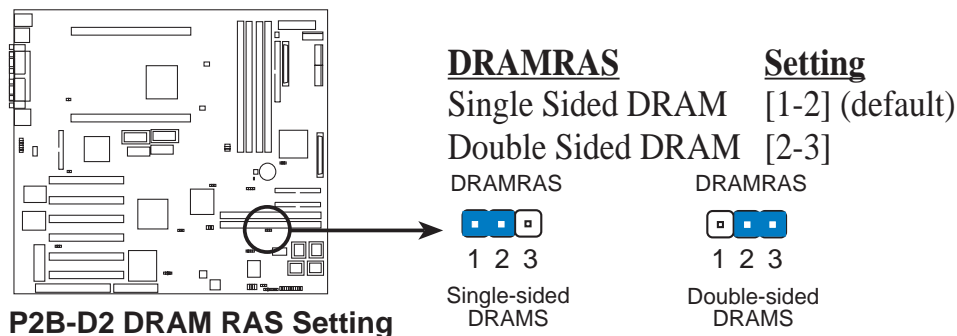 DRAMRAS Setting
Single Sided DRAM [1-2] (default)
Double Sided DRAM [2-3]
DRAMRAS DRAMRAS
1 2 3 1 2 3
Single-sided DRAMS
Double-sided DRAMS
P2B-D2 DRAM RAS Setting